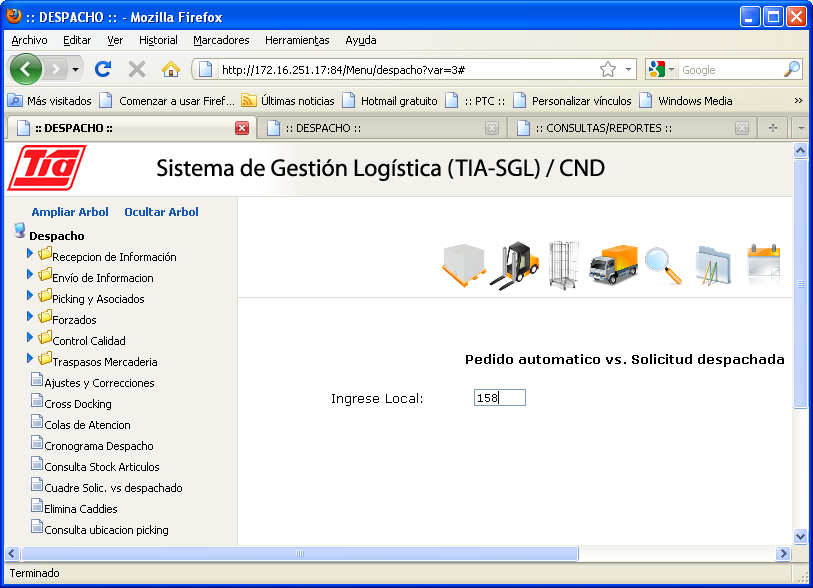 :: DESPACHO :: - Mozilla Firefox
Archivo Editar Ver Historial Marcadores Herramientas Ayuda
http://172.16.251.17:84/Menu/despacho?var=3# Google
Más visitados Comenzar a usar Firef... Últimas noticias Hotmail gratuito :: PTC :: Personalizar vínculos Windows Media »
:: DESPACHO :: :: DESPACHO :: :: CONSULTAS/REPORTES ::
Tia Sistema de Gestión Logística (TIA-SGL) / CND
Ampliar Arbol Ocultar Arbol
Despacho
Recepcion de Información
Envío de Informacion
Picking y Asociados
Forzados
Control Calidad
Traspasos Mercaderia
Ajustes y Correcciones
Cross Docking
Colas de Atencion
Cronograma Despacho
Consulta Stock Articulos
Cuadre Solic. vs despachado
Elimina Caddies
Consulta ubicacion picking
Pedido automatico vs. Solicitud despachada
Ingrese Local: 158
Terminado